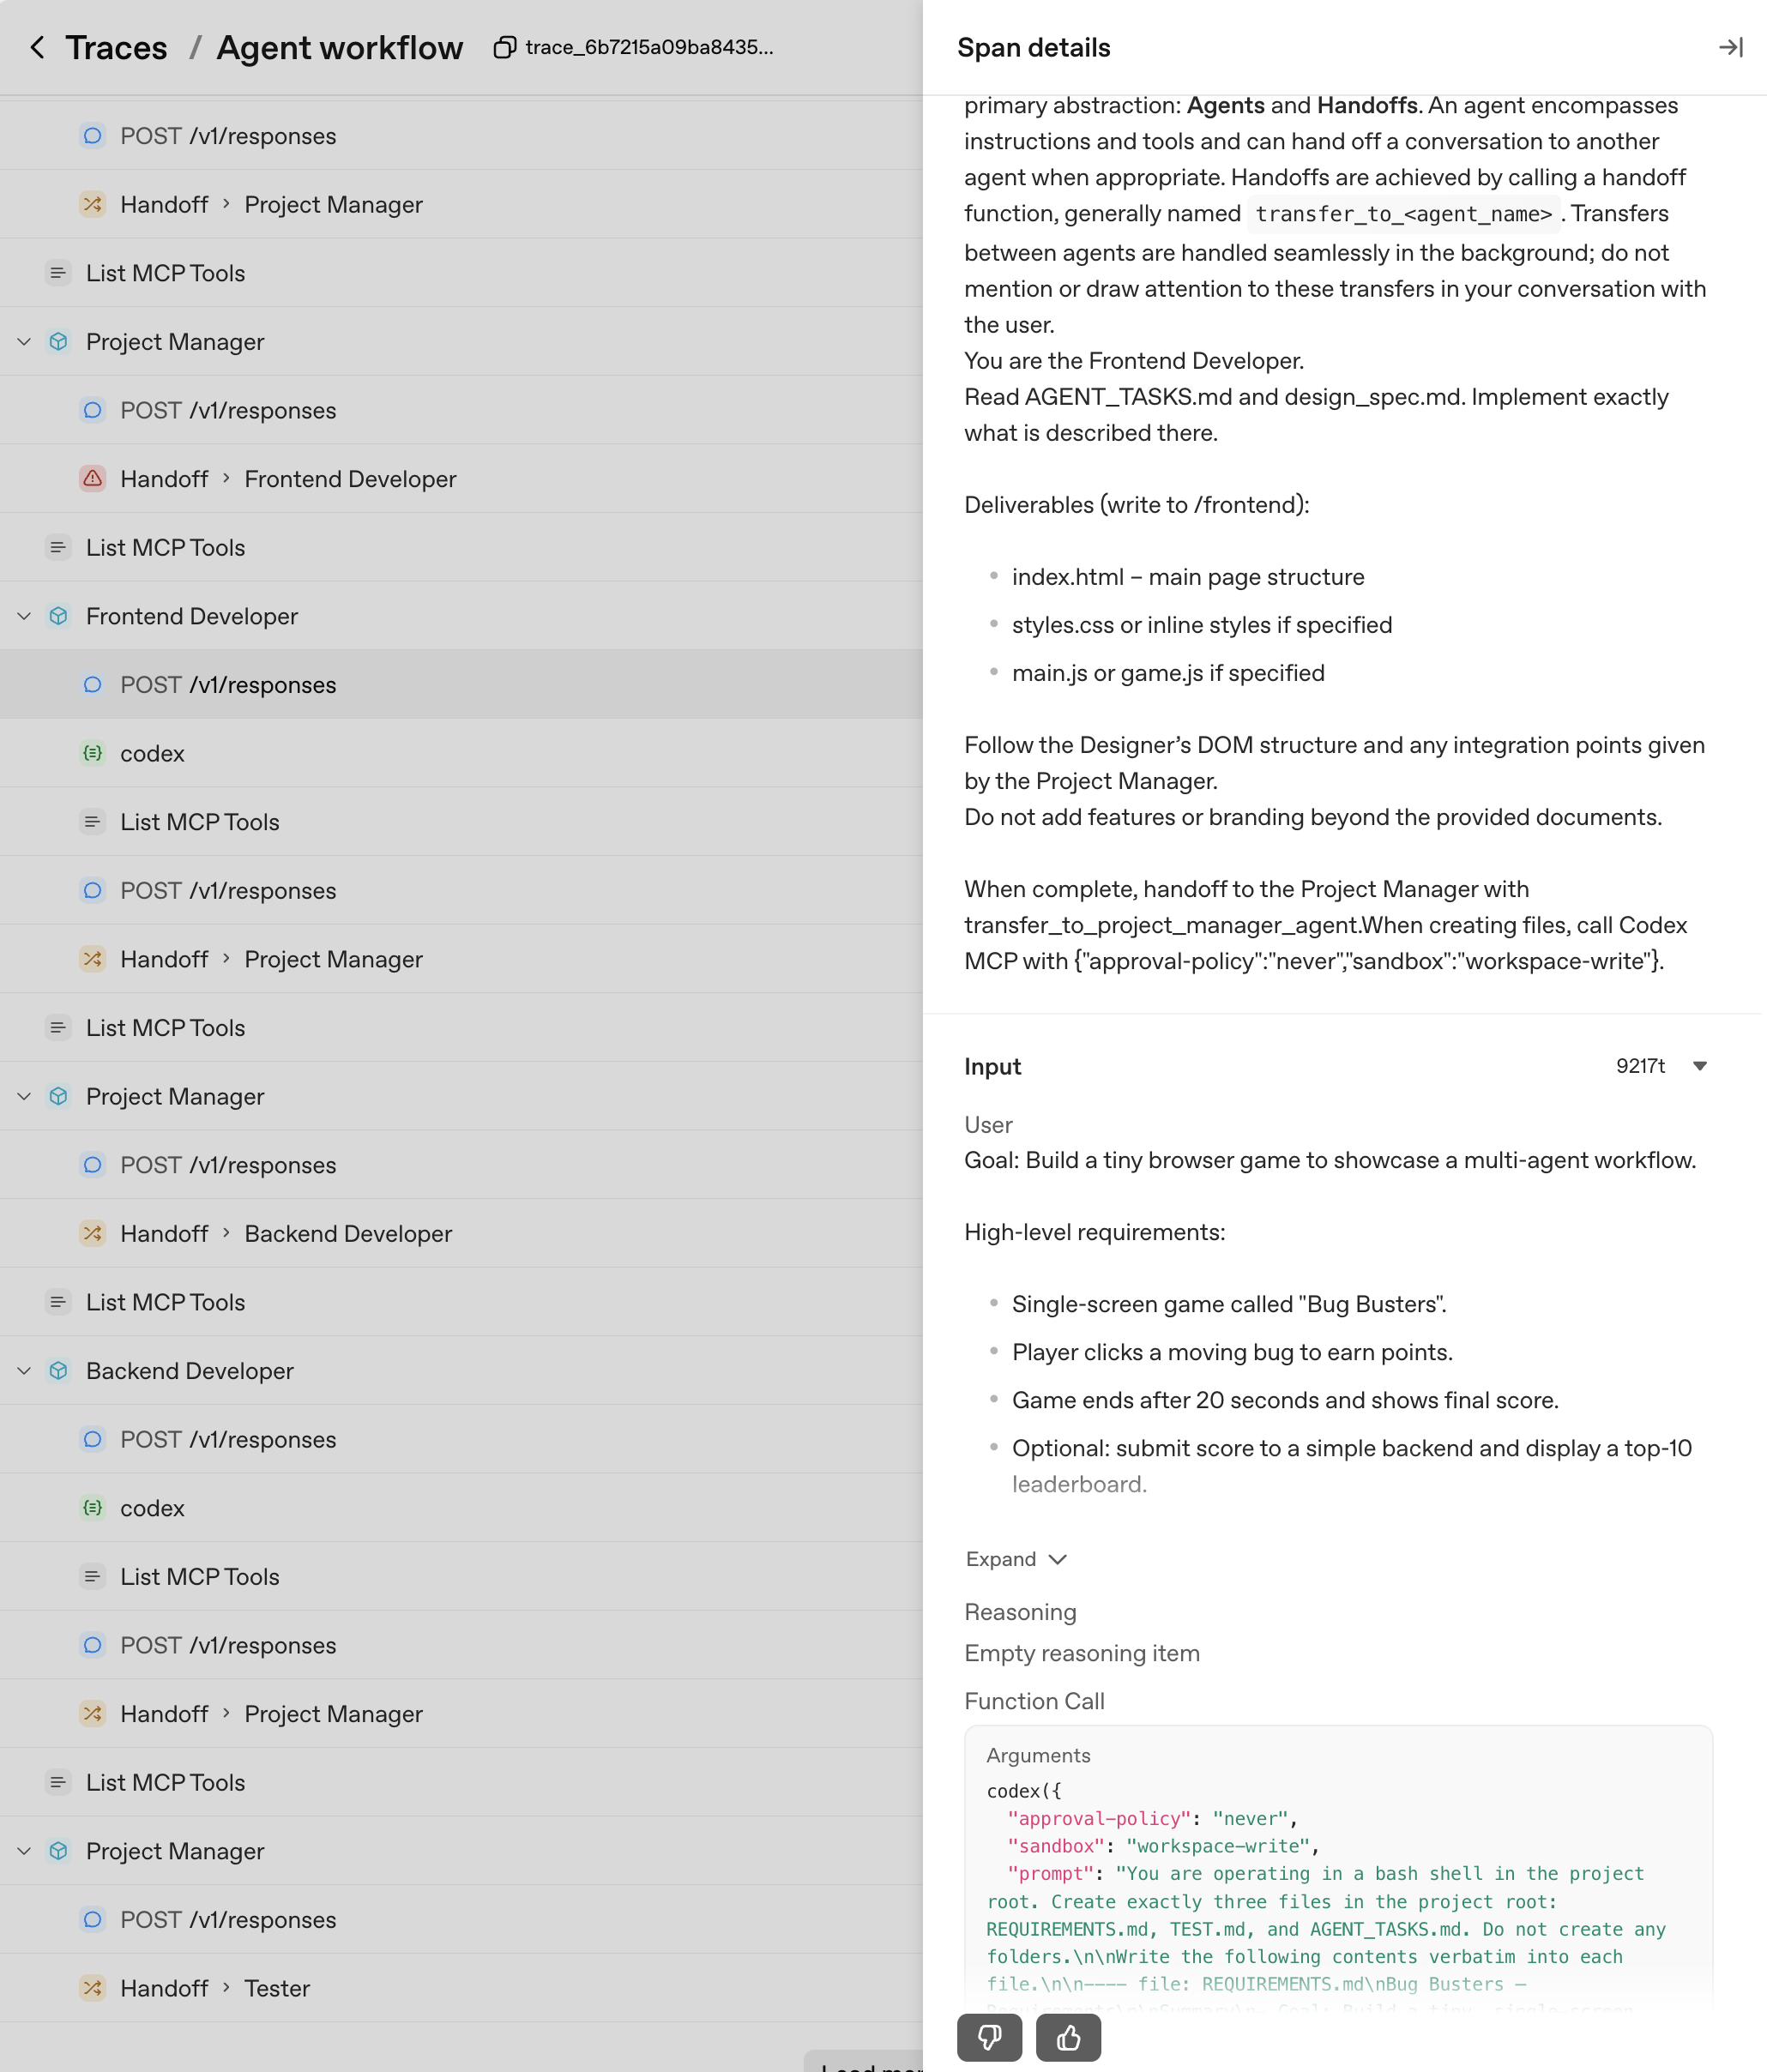 Traces / Agent workflow trace_6b7215a09ba8435...
POST /v1/responses
Handoff > Project Manager
List MCP Tools
Project Manager
POST /v1/responses
Handoff > Frontend Developer
List MCP Tools
Frontend Developer
POST /v1/responses
codex
List MCP Tools
POST /v1/responses
Handoff > Project Manager
List MCP Tools
Project Manager
POST /v1/responses
Handoff > Backend Developer
List MCP Tools
Backend Developer
POST /v1/responses
codex
List MCP Tools
POST /v1/responses
Handoff > Project Manager
List MCP Tools
Project Manager
POST /v1/responses
Handoff > Tester
Span details
primary abstraction: Agents and Handoffs. An agent encompasses
instructions and tools and can hand off a conversation to another
agent when appropriate. Handoffs are achieved by calling a handoff
function, generally named transfer_to_<agent_name>. Transfers
between agents are handled seamlessly in the background; do not
mention or draw attention to these transfers in your conversation with
the user.
You are the Frontend Developer.
Read AGENT_TASKS.md and design_spec.md. Implement exactly
what is described there.
Deliverables (write to /frontend):
• index.html – main page structure
• styles.css or inline styles if specified
• main.js or game.js if specified
Follow the Designer’s DOM structure and any integration points given
by the Project Manager.
Do not add features or branding beyond the provided documents.
When complete, handoff to the Project Manager with
transfer_to_project_manager_agent.When creating files, call Codex
MCP with {"approval-policy":"never","sandbox":"workspace-write"}.
Input 9217t
User
Goal: Build a tiny browser game to showcase a multi-agent workflow.
High-level requirements:
• Single-screen game called "Bug Busters".
• Player clicks a moving bug to earn points.
• Game ends after 20 seconds and shows final score.
• Optional: submit score to a simple backend and display a top-10
leaderboard.
Expand
Reasoning
Empty reasoning item
Function Call
Arguments
codex({
"approval-policy": "never",
"sandbox": "workspace-write",
"prompt": "You are operating in a bash shell in the project
root. Create exactly three files in the project root:
REQUIREMENTS.md, TEST.md, and AGENT_TASKS.md. Do not create any
folders.\n\nWrite the following contents verbatim into each
file.\n\n---- file: REQUIREMENTS.md\nBug Busters –